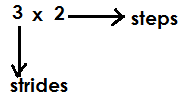 3 x 2 steps
strides